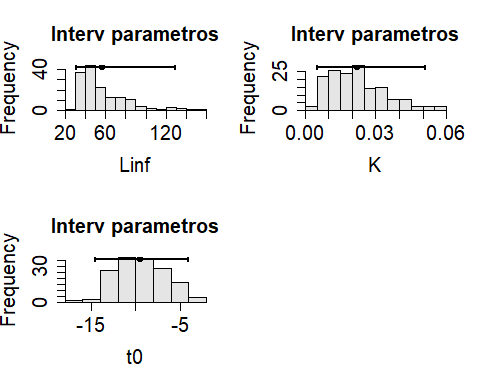 Interv parametros
Frequency
0 40
20 60 120
Linf
Interv parametros
Frequency
0 25
0.00 0.03 0.06
K
Interv parametros
Frequency
0 30
-15 -5
t0